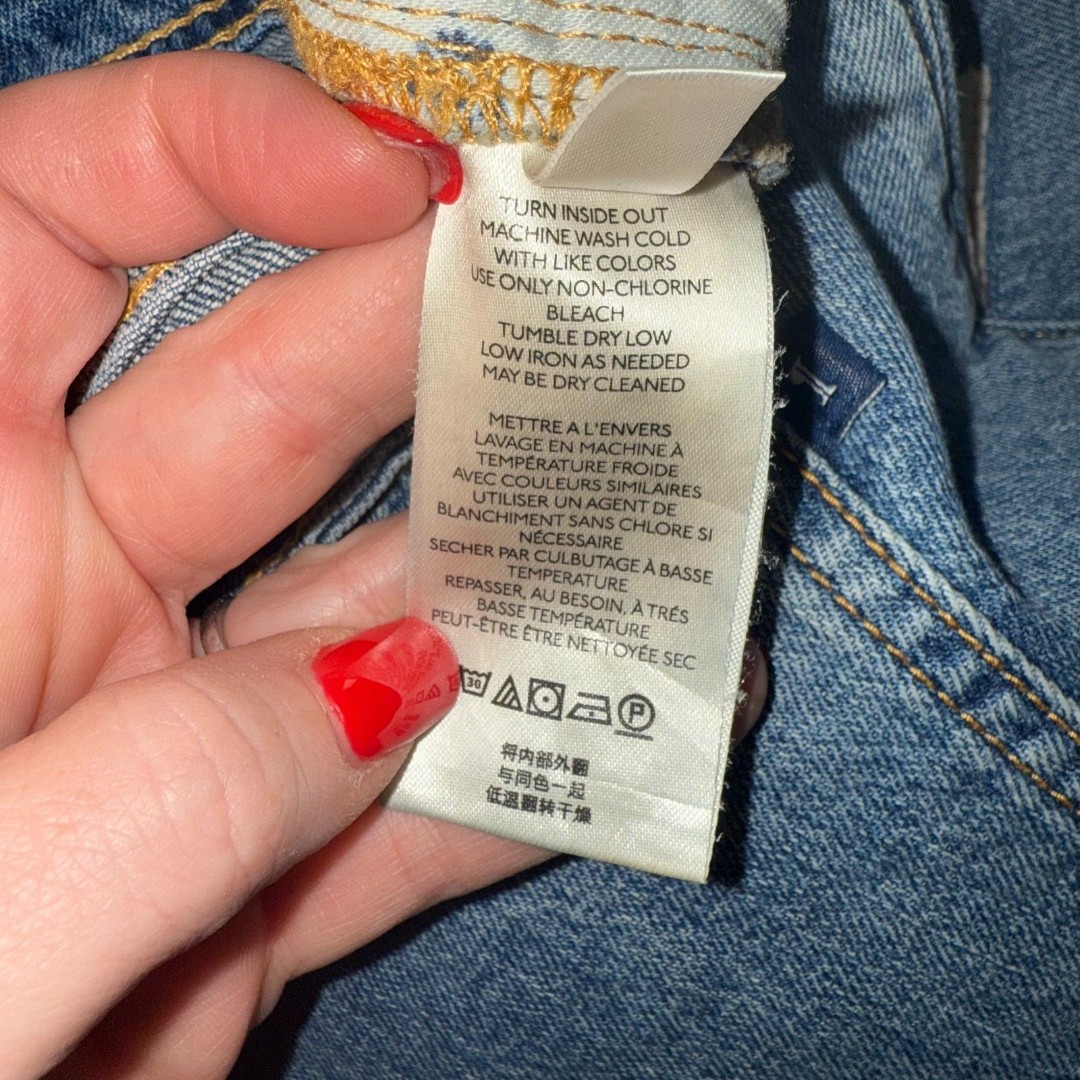 TURN INSIDE OUT
MACHINE WASH COLD
WITH LIKE COLORS
USE ONLY NON-CHLORINE
BLEACH
TUMBLE DRY LOW
LOW IRON AS NEEDED
MAY BE DRY CLEANED
METTRE A L'ENVERS
LAVAGE EN MACHINE À
TEMPÉRATURE FROIDE
AVEC COULEURS SIMILAIRES
UTILISER UN AGENT DE
BLANCHIMENT SANS CHLORE SI
NÉCESSAIRE
SECHER PAR CULBUTAGE À BASSE
TEMPERATURE
REPASSER, AU BESOIN, À TRÉS
BASSE TEMPÉRATURE
PEUT-ÊTRE ÊTRE NETTOYÉE SEC
30 P
将内部外翻
与同色一起
低温翻转干燥